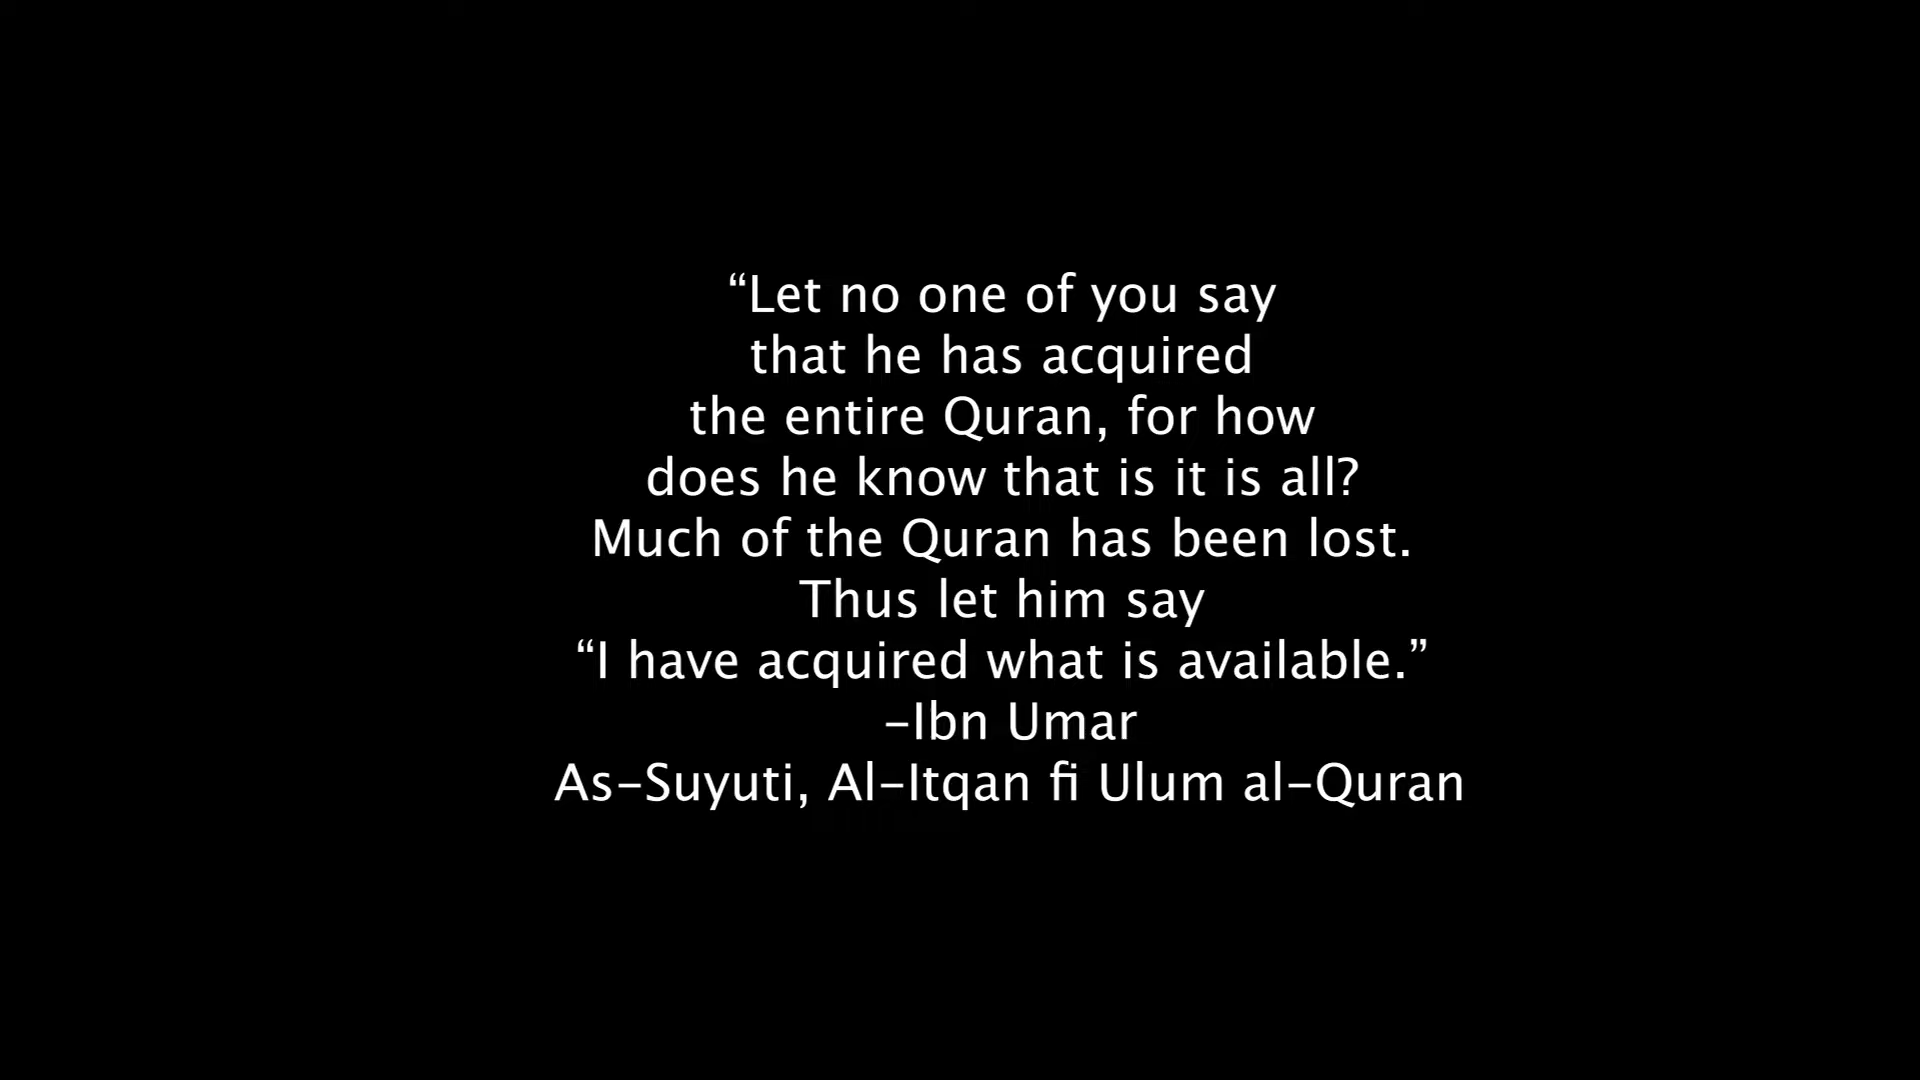 “Let no one of you say
that he has acquired
the entire Quran, for how
does he know that is it is all?
Much of the Quran has been lost.
Thus let him say
“I have acquired what is available.”
–Ibn Umar
As–Suyuti, Al–Itqan fi Ulum al–Quran